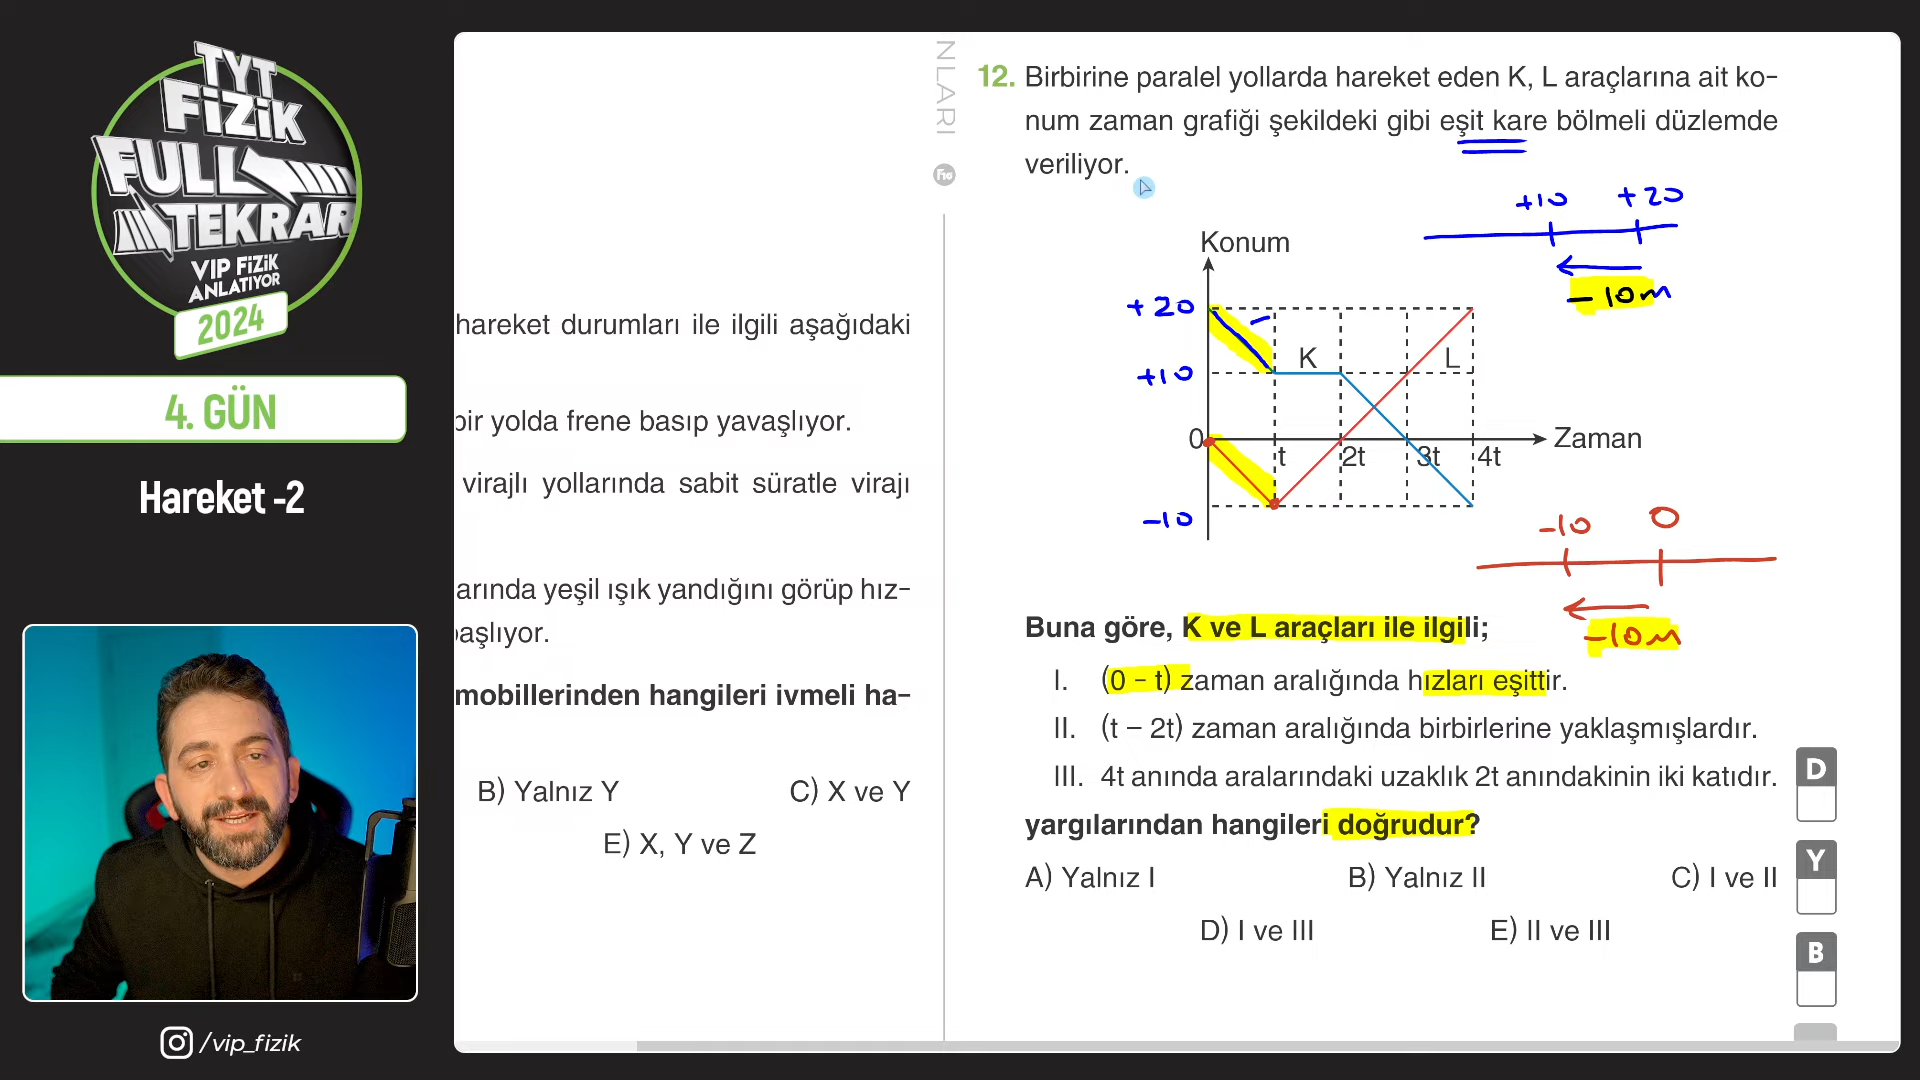 TYT
FİZİK
FULL
TEKRAR
VIP FİZİK
ANLATIYOR
2024
4. GÜN
Hareket -2
/vip_fizik
hareket durumları ile ilgili aşağıdaki
bir yolda frene basıp yavaşlıyor.
virajlı yollarında sabit süratle virajı
arında yeşil ışık yandığını görüp hız-
başlıyor.
mobillerinden hangileri ivmeli ha-
B) Yalnız Y
C) X ve Y
E) X, Y ve Z
NLARI
12. Birbirine paralel yollarda hareket eden K, L araçlarına ait ko-
num zaman grafiği şekildeki gibi eşit kare bölmeli düzlemde
veriliyor.
+10 +20
-10m
Konum
+20
+10
K
L
0
t
2t
3t
4t
Zaman
-10
-10 0
-10m
Buna göre, K ve L araçları ile ilgili;
I. (0 - t) zaman aralığında hızları eşittir.
II. (t – 2t) zaman aralığında birbirlerine yaklaşmışlardır.
III. 4t anında aralarındaki uzaklık 2t anındakinin iki katıdır.
yargılarından hangileri doğrudur?
A) Yalnız I
B) Yalnız II
C) I ve II
D) I ve III
E) II ve III
D
Y
B